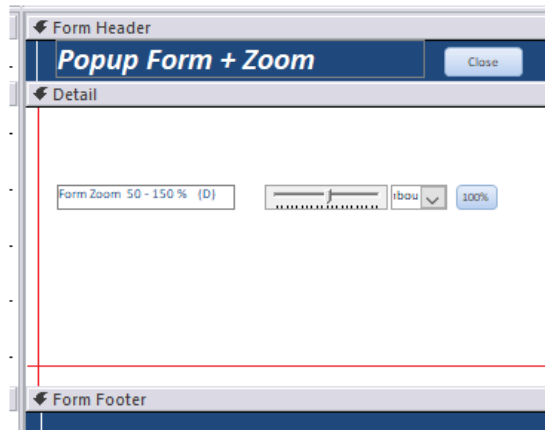 Form Header
Popup Form + Zoom
Close
Detail
Form Zoom 50 - 150 % (D)
100%
Form Footer